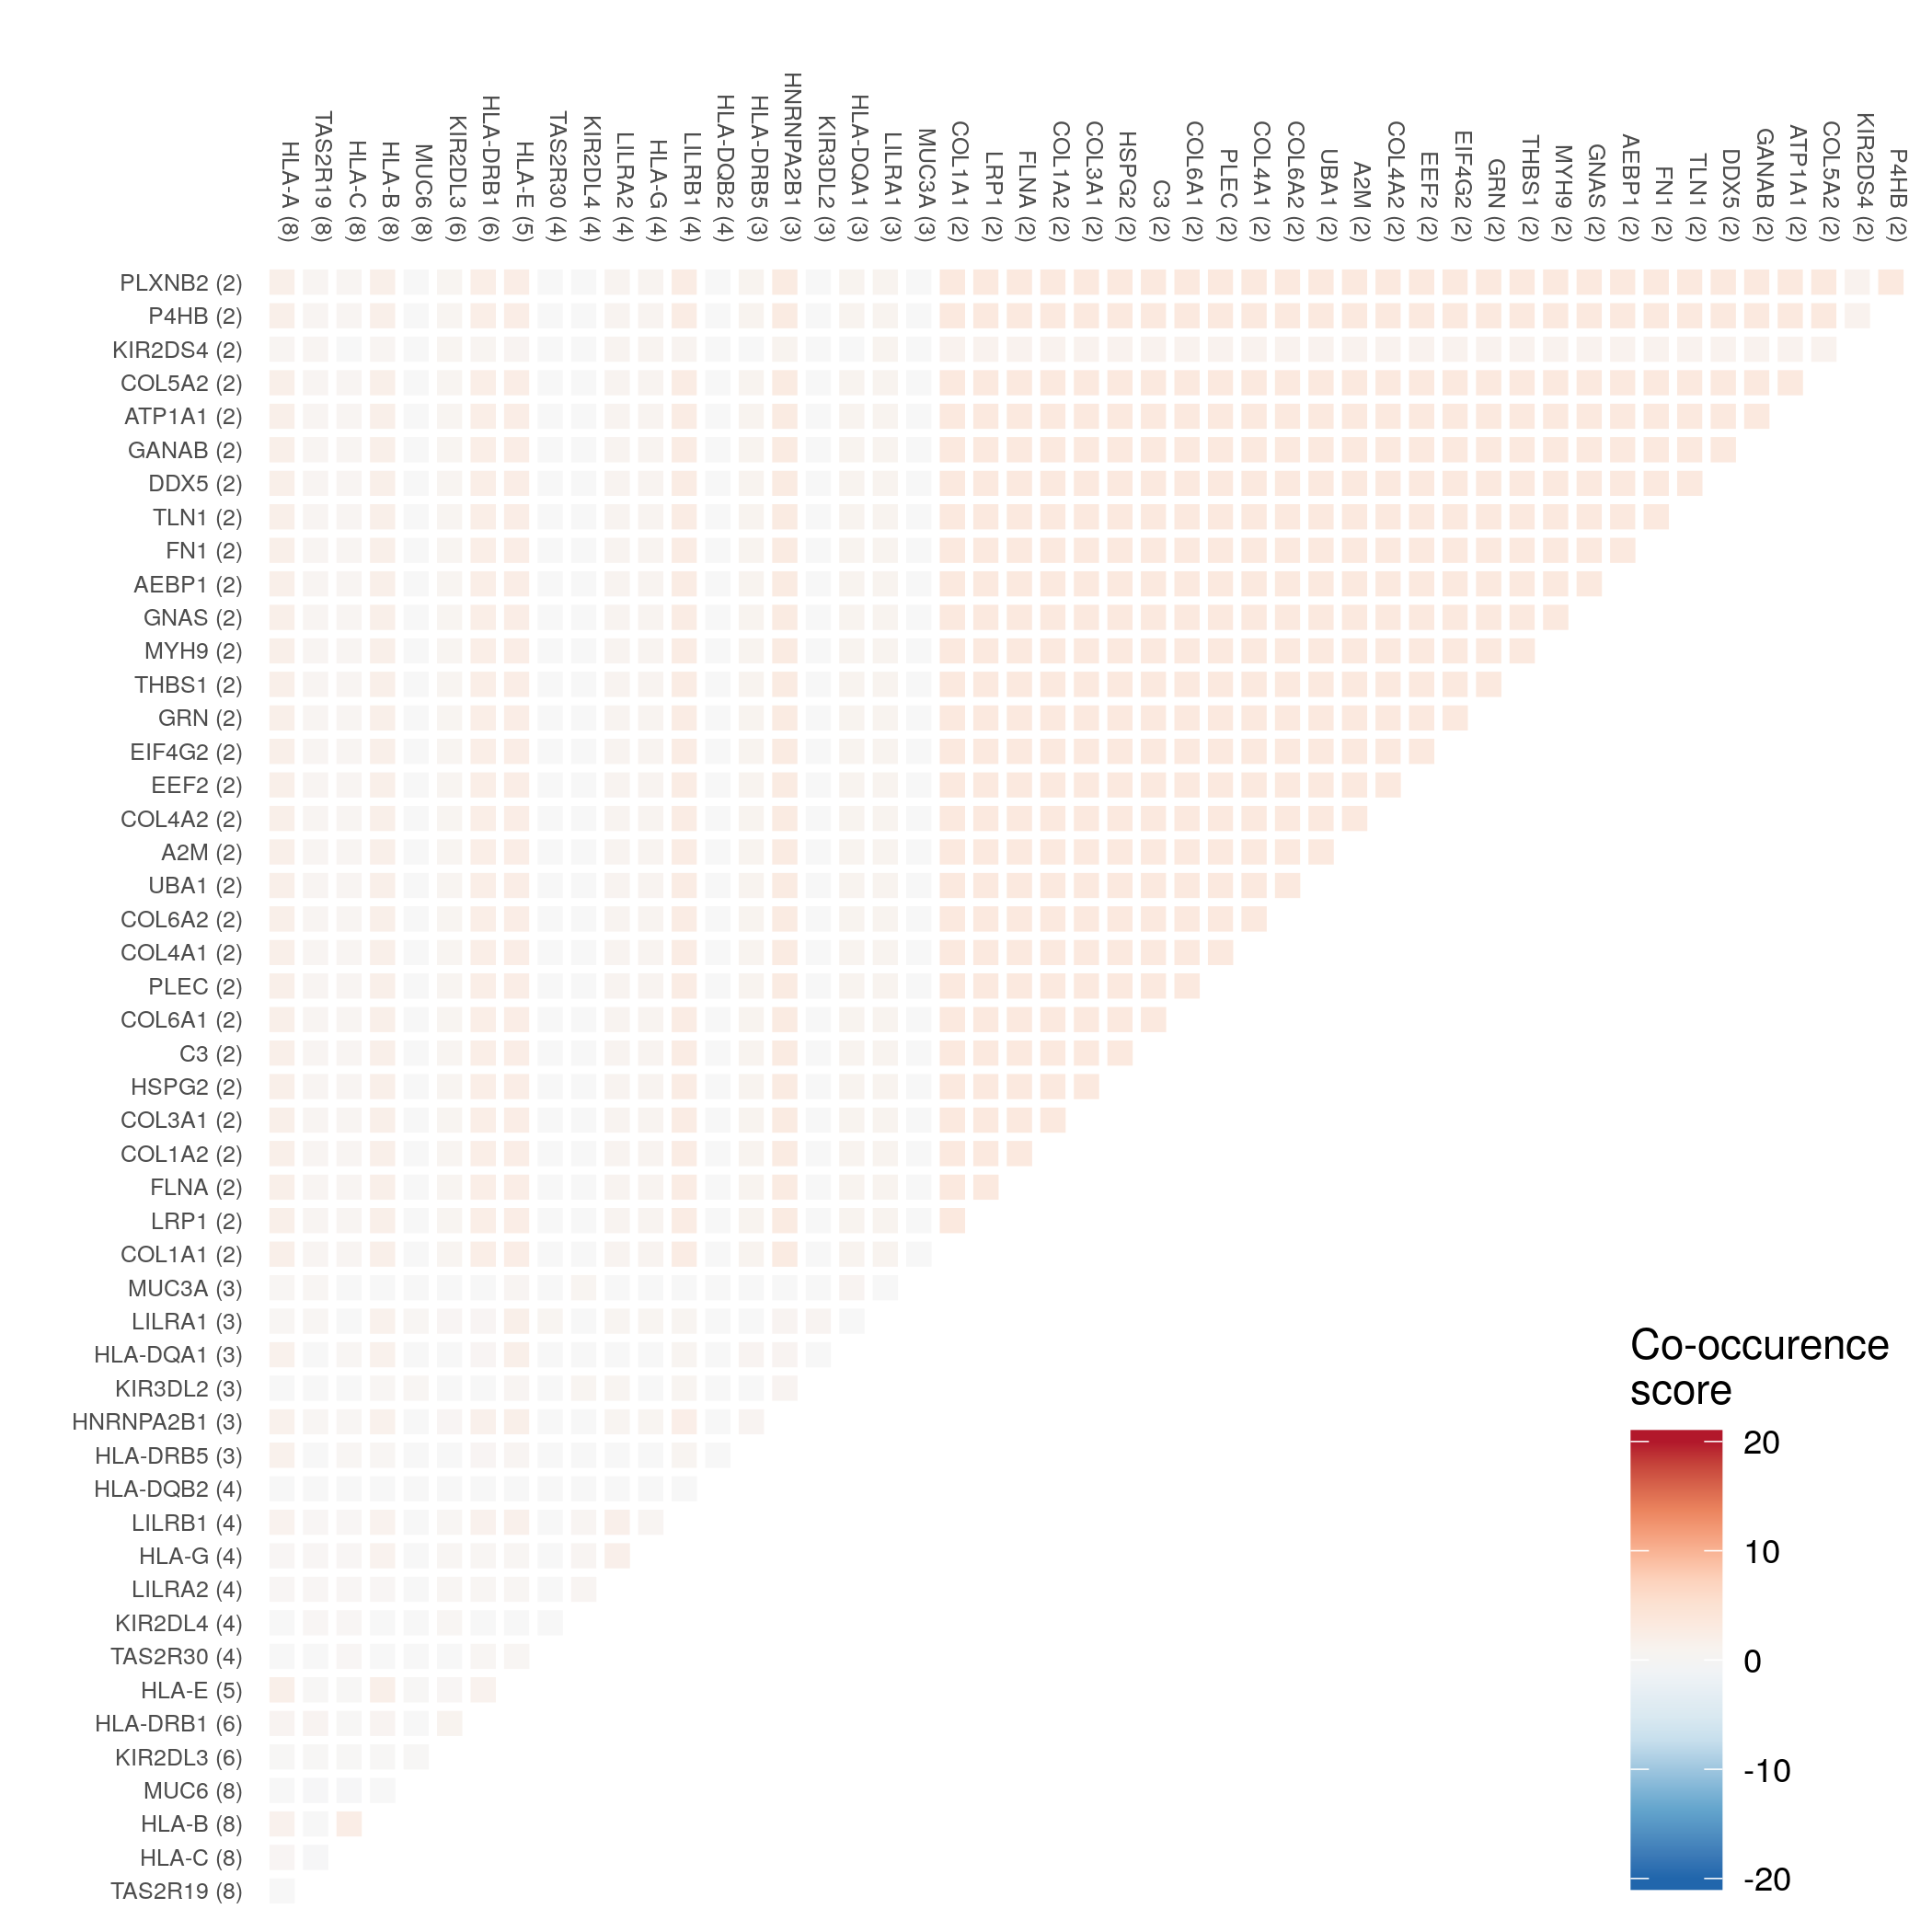 HLA-A (8)
TAS2R19 (8)
HLA-C (8)
HLA-B (8)
MUC6 (8)
KIR2DL3 (6)
HLA-DRB1 (6)
HLA-E (5)
TAS2R30 (4)
KIR2DL4 (4)
LILRA2 (4)
HLA-G (4)
LILRB1 (4)
HLA-DQB2 (4)
HLA-DRB5 (3)
HNRNPA2B1 (3)
KIR3DL2 (3)
HLA-DQA1 (3)
LILRA1 (3)
MUC3A (3)
COL1A1 (2)
LRP1 (2)
FLNA (2)
COL1A2 (2)
COL3A1 (2)
HSPG2 (2)
C3 (2)
COL6A1 (2)
PLEC (2)
COL4A1 (2)
COL6A2 (2)
UBA1 (2)
A2M (2)
COL4A2 (2)
EEF2 (2)
EIF4G2 (2)
GRN (2)
THBS1 (2)
MYH9 (2)
GNAS (2)
AEBP1 (2)
FN1 (2)
TLN1 (2)
DDX5 (2)
GANAB (2)
ATP1A1 (2)
COL5A2 (2)
KIR2DS4 (2)
P4HB (2)
PLXNB2 (2)
P4HB (2)
KIR2DS4 (2)
COL5A2 (2)
ATP1A1 (2)
GANAB (2)
DDX5 (2)
TLN1 (2)
FN1 (2)
AEBP1 (2)
GNAS (2)
MYH9 (2)
THBS1 (2)
GRN (2)
EIF4G2 (2)
EEF2 (2)
COL4A2 (2)
A2M (2)
UBA1 (2)
COL6A2 (2)
COL4A1 (2)
PLEC (2)
COL6A1 (2)
C3 (2)
HSPG2 (2)
COL3A1 (2)
COL1A2 (2)
FLNA (2)
LRP1 (2)
COL1A1 (2)
MUC3A (3)
LILRA1 (3)
HLA-DQA1 (3)
KIR3DL2 (3)
HNRNPA2B1 (3)
HLA-DRB5 (3)
HLA-DQB2 (4)
LILRB1 (4)
HLA-G (4)
LILRA2 (4)
KIR2DL4 (4)
TAS2R30 (4)
HLA-E (5)
HLA-DRB1 (6)
KIR2DL3 (6)
MUC6 (8)
HLA-B (8)
HLA-C (8)
TAS2R19 (8)
Co-occurence
score
20
10
0
-10
-20